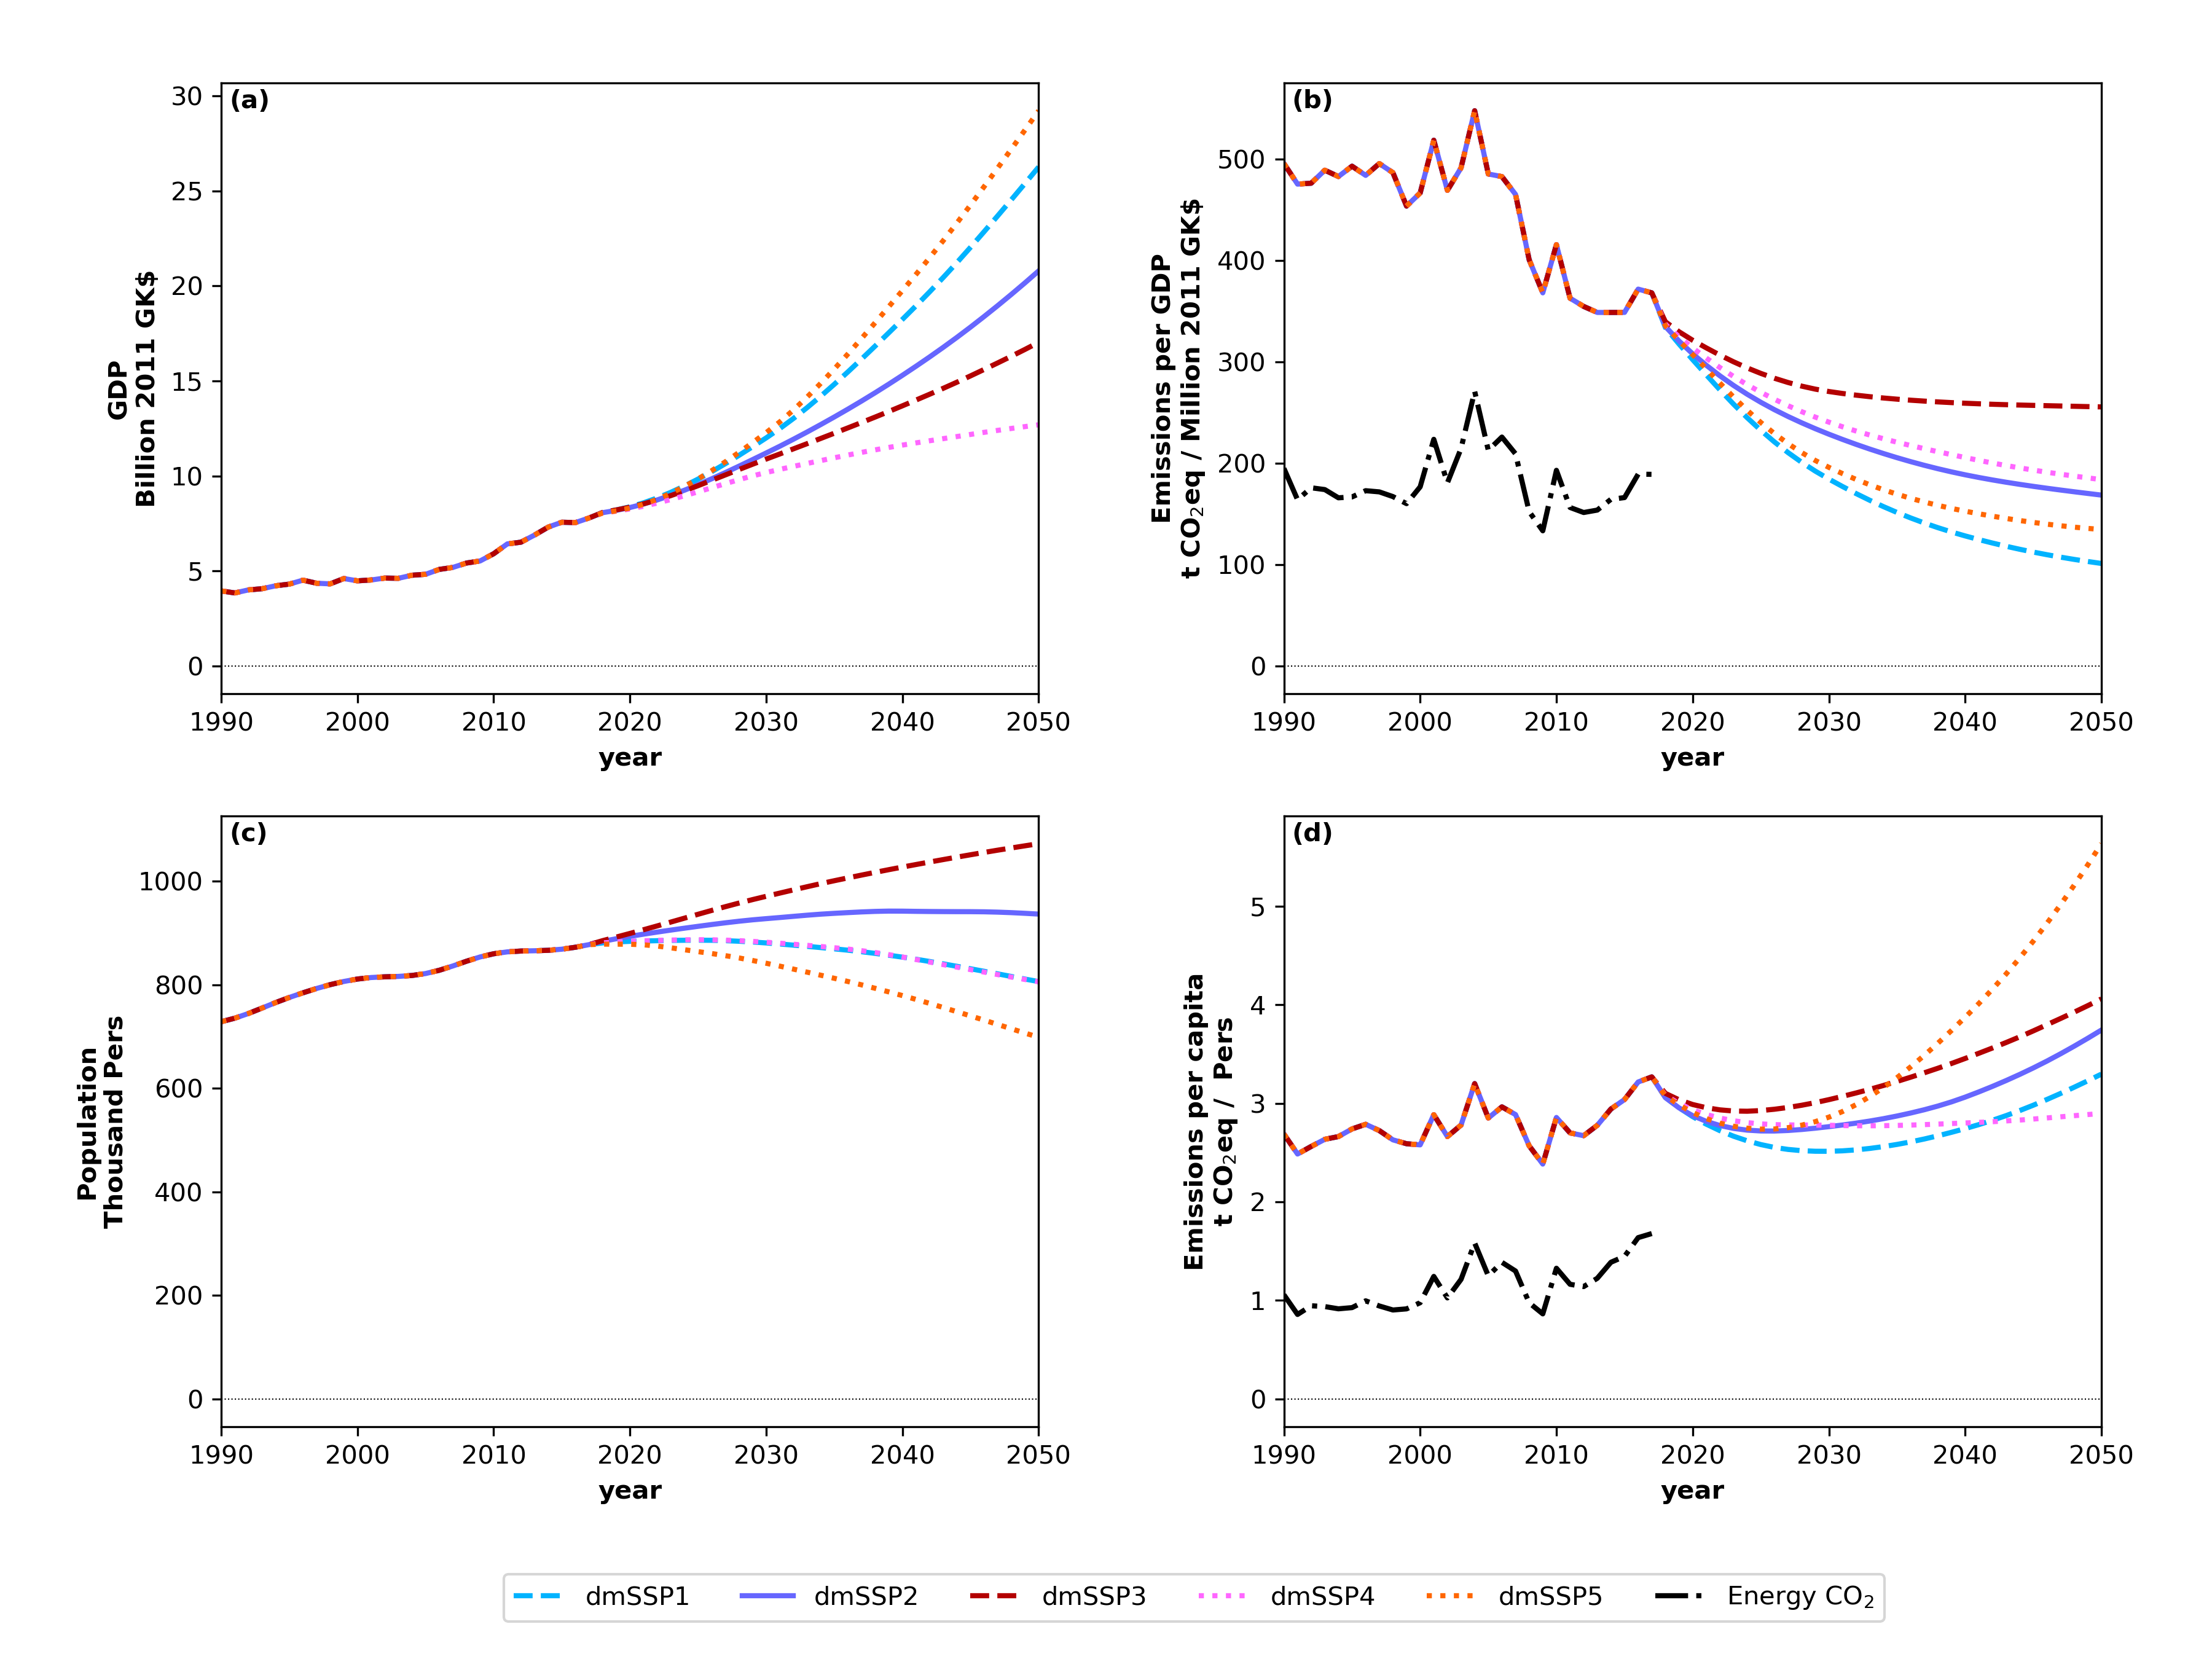 (a)
GDP
Billion 2011 GK$
30
25
20
15
10
5
0
1990 2000 2010 2020 2030 2040 2050
year
(b)
Emissions per GDP
t CO₂eq / Million 2011 GK$
500
400
300
200
100
0
1990 2000 2010 2020 2030 2040 2050
year
(c)
Population
Thousand Pers
1000
800
600
400
200
0
1990 2000 2010 2020 2030 2040 2050
year
(d)
Emissions per capita
t CO₂eq / Pers
5
4
3
2
1
0
1990 2000 2010 2020 2030 2040 2050
year
dmSSP1 dmSSP2 dmSSP3 dmSSP4 dmSSP5 Energy CO₂